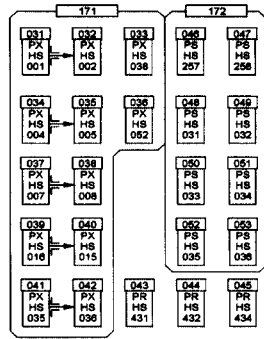 171 172
031 032 033 046 047
PX PX PX PS PS
HS HS HS HS HS
001 002 038 257 258
034 035 036 048 049
PX PX PX PS PS
HS HS HS HS HS
004 005 052 031 032
037 038 050 051
PX PX PS PS
HS HS HS HS
007 008 033 034
039 040 052 053
PX PX PS PS
HS HS HS HS
016 015 035 036
041 042 043 044 045
PX PX PR PR PR
HS HS HS HS HS
035 036 431 432 434